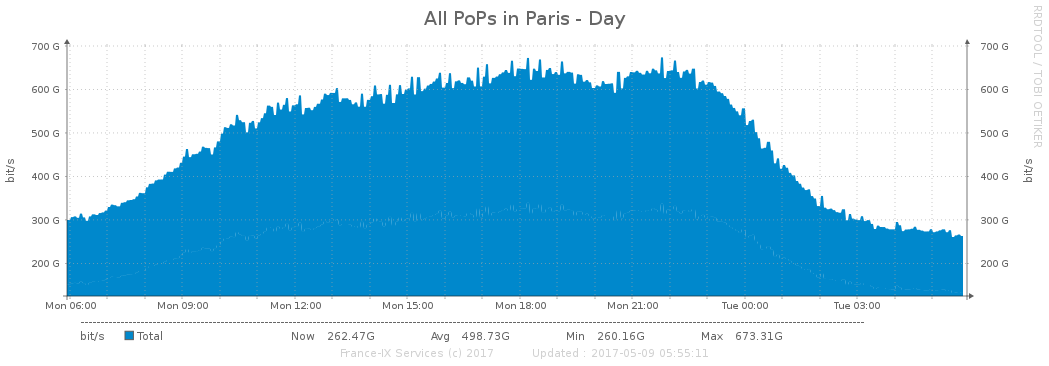 All PoPs in Paris - Day
RRDTOOL / TOBI OETIKER
700 G 700 G
600 G 600 G
500 G 500 G
400 G 400 G
300 G 300 G
200 G 200 G
bit/s bit/s
Mon 06:00 Mon 09:00 Mon 12:00 Mon 15:00 Mon 18:00 Mon 21:00 Tue 00:00 Tue 03:00
bit/s Total Now 262.47G Avg 498.73G Min 260.16G Max 673.31G
France-IX Services (c) 2017 Updated : 2017-05-09 05:55:11